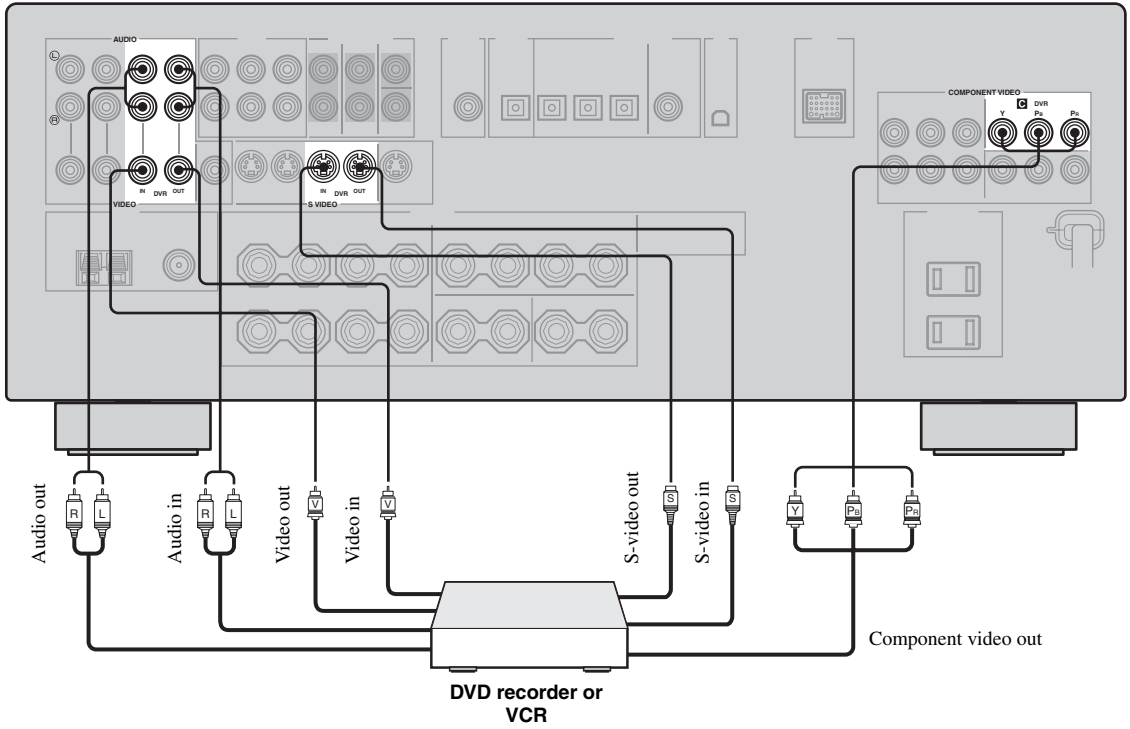 AUDIO
L
R
COMPONENT VIDEO
C DVR
Y PB PR
IN DVR OUT
VIDEO
IN DVR OUT
S VIDEO
Audio out
R L
Audio in
R L
Video out
V
Video in
V
S-video out
S
S-video in
S
Y PB PR
Component video out
DVD recorder or
VCR